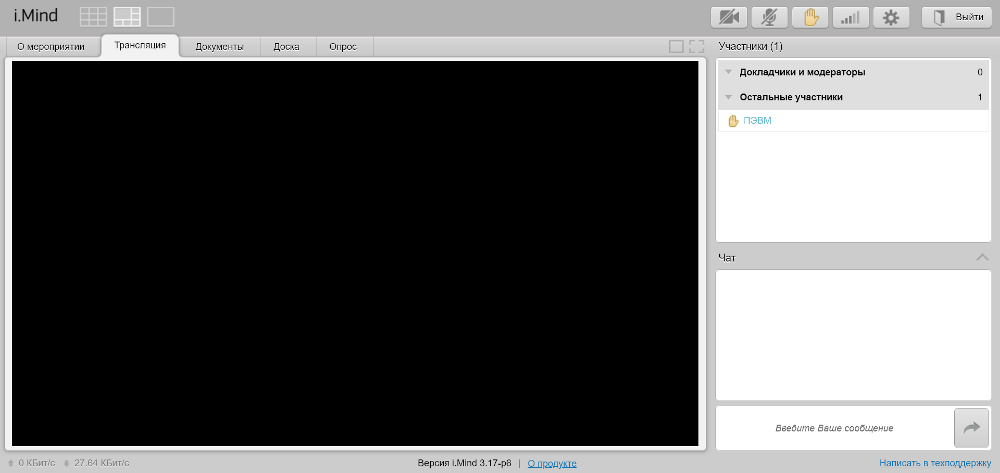 i.Mind
Выйти
О мероприятии
Трансляция
Документы
Доска
Опрос
Участники (1)
Докладчики и модераторы 0
Остальные участники 1
ПЭВМ
Чат
Введите Ваше сообщение
0 КБит/с 27.64 КБит/с
Версия i.Mind 3.17-p6 | О продукте
Написать в техподдержку